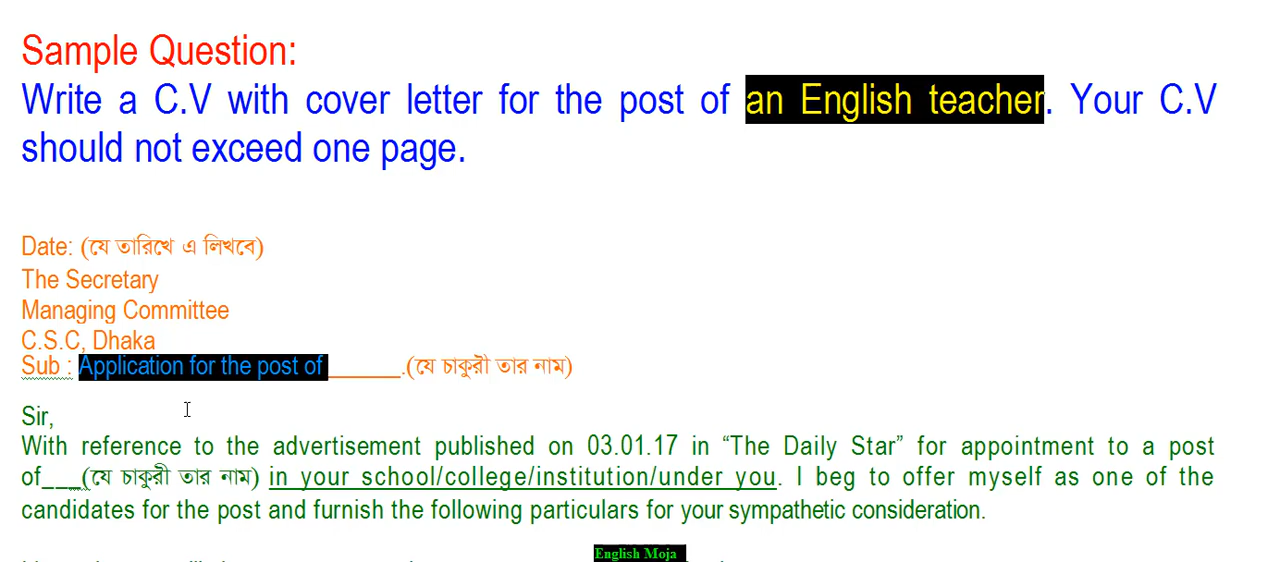 Sample Question:
Write a C.V with cover letter for the post of an English teacher. Your C.V
should not exceed one page.
Date: (যে তারিখে এ লিখবে)
The Secretary
Managing Committee
C.S.C, Dhaka
Sub : Application for the post of ______.(যে চাকুরী তার নাম)
Sir,
With reference to the advertisement published on 03.01.17 in “The Daily Star” for appointment to a post
of___(যে চাকুরী তার নাম) in your school/college/institution/under you. I beg to offer myself as one of the
candidates for the post and furnish the following particulars for your sympathetic consideration.
English Moja